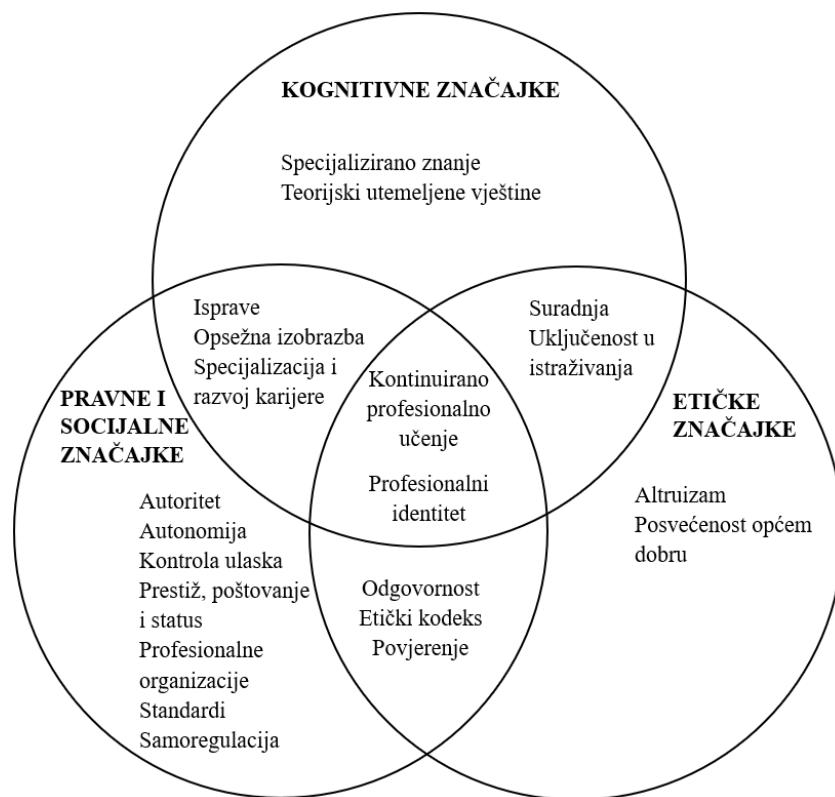 KOGNITIVNE ZNAČAJKE
Specijalizirano znanje
Teorijski utemeljene vještine
Isprave
Opsežna izobrazba
Specijalizacija i
razvoj karijere
Suradnja
Uključenost u
istraživanja
Kontinuirano
profesionalno
učenje
Profesionalni
identitet
PRAVNE I
SOCIJALNE
ZNAČAJKE
ETIČKE
ZNAČAJKE
Autoritet
Autonomija
Kontrola ulaska
Prestiž, poštovanje
i status
Profesionalne
organizacije
Standardi
Samoregulacija
Altruizam
Posvećenost općem
dobru
Odgovornost
Etički kodeks
Povjerenje